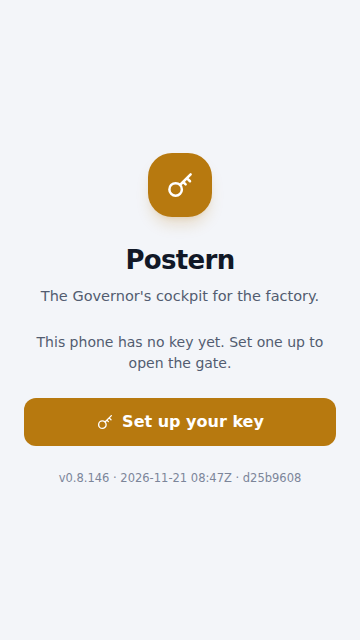 Postern
The Governor's cockpit for the factory.
This phone has no key yet. Set one up to
open the gate.
Set up your key
v0.8.146 · 2026-11-21 08:47Z · d25b9608